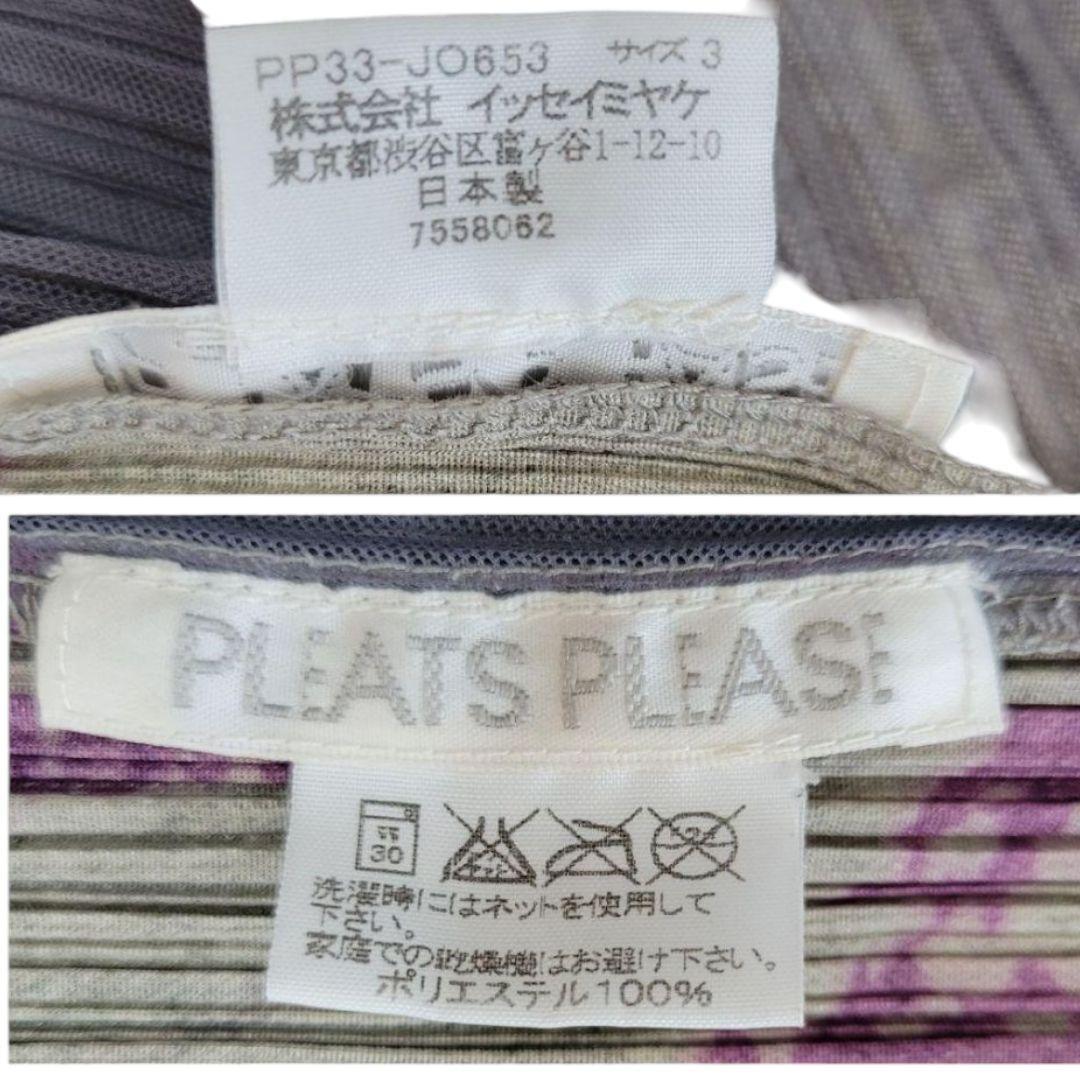 PP33-JO653 サイズ 3
株式会社 イッセイミヤケ
東京都渋谷区富ヶ谷1-12-10
日本製
7558062
PLEATS PLEASE
30
洗濯時にはネットを使用して
下さい。
家庭での乾燥機はお避け下さい。
ポリエステル100%